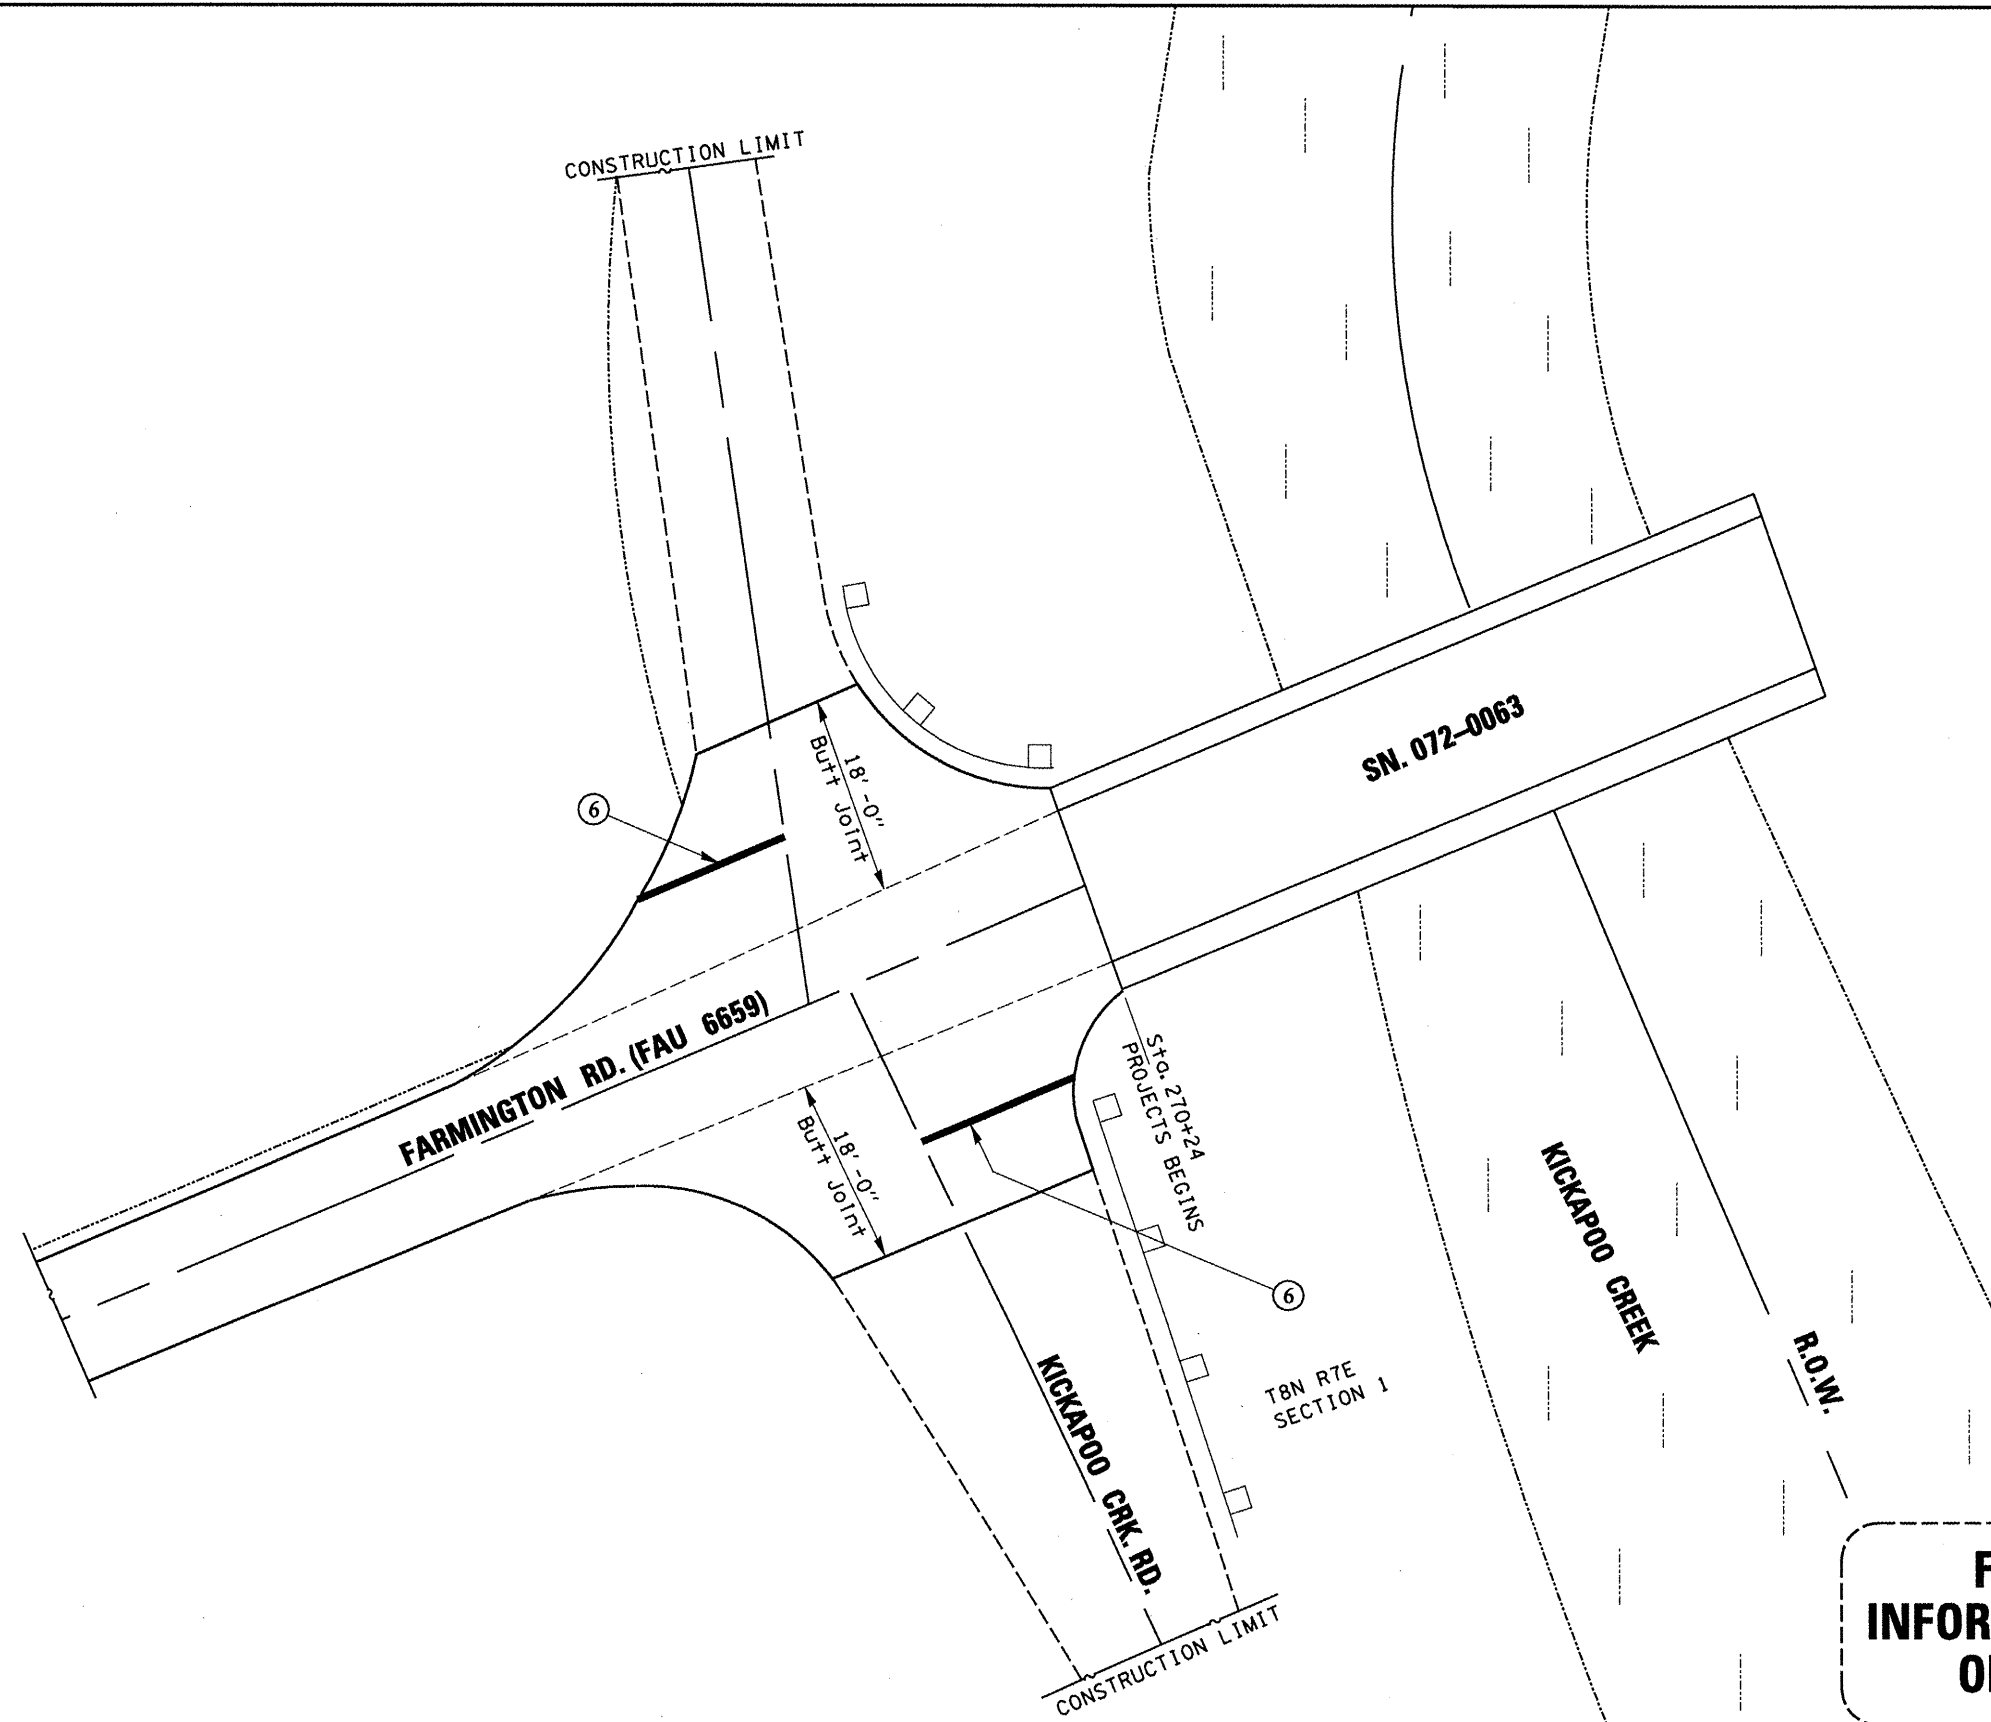 CONSTRUCTION LIMIT
6
18'-0"
Butt Joint
SN. 072-0063
FARMINGTON RD. (FAU 6659)
18'-0"
Butt Joint
Sta. 270+24
PROJECTS BEGINS
6
T8N R7E
SECTION 1
KICKAPOO CREEK
R.O.W.
KICKAPOO CRK. RD.
CONSTRUCTION LIMIT